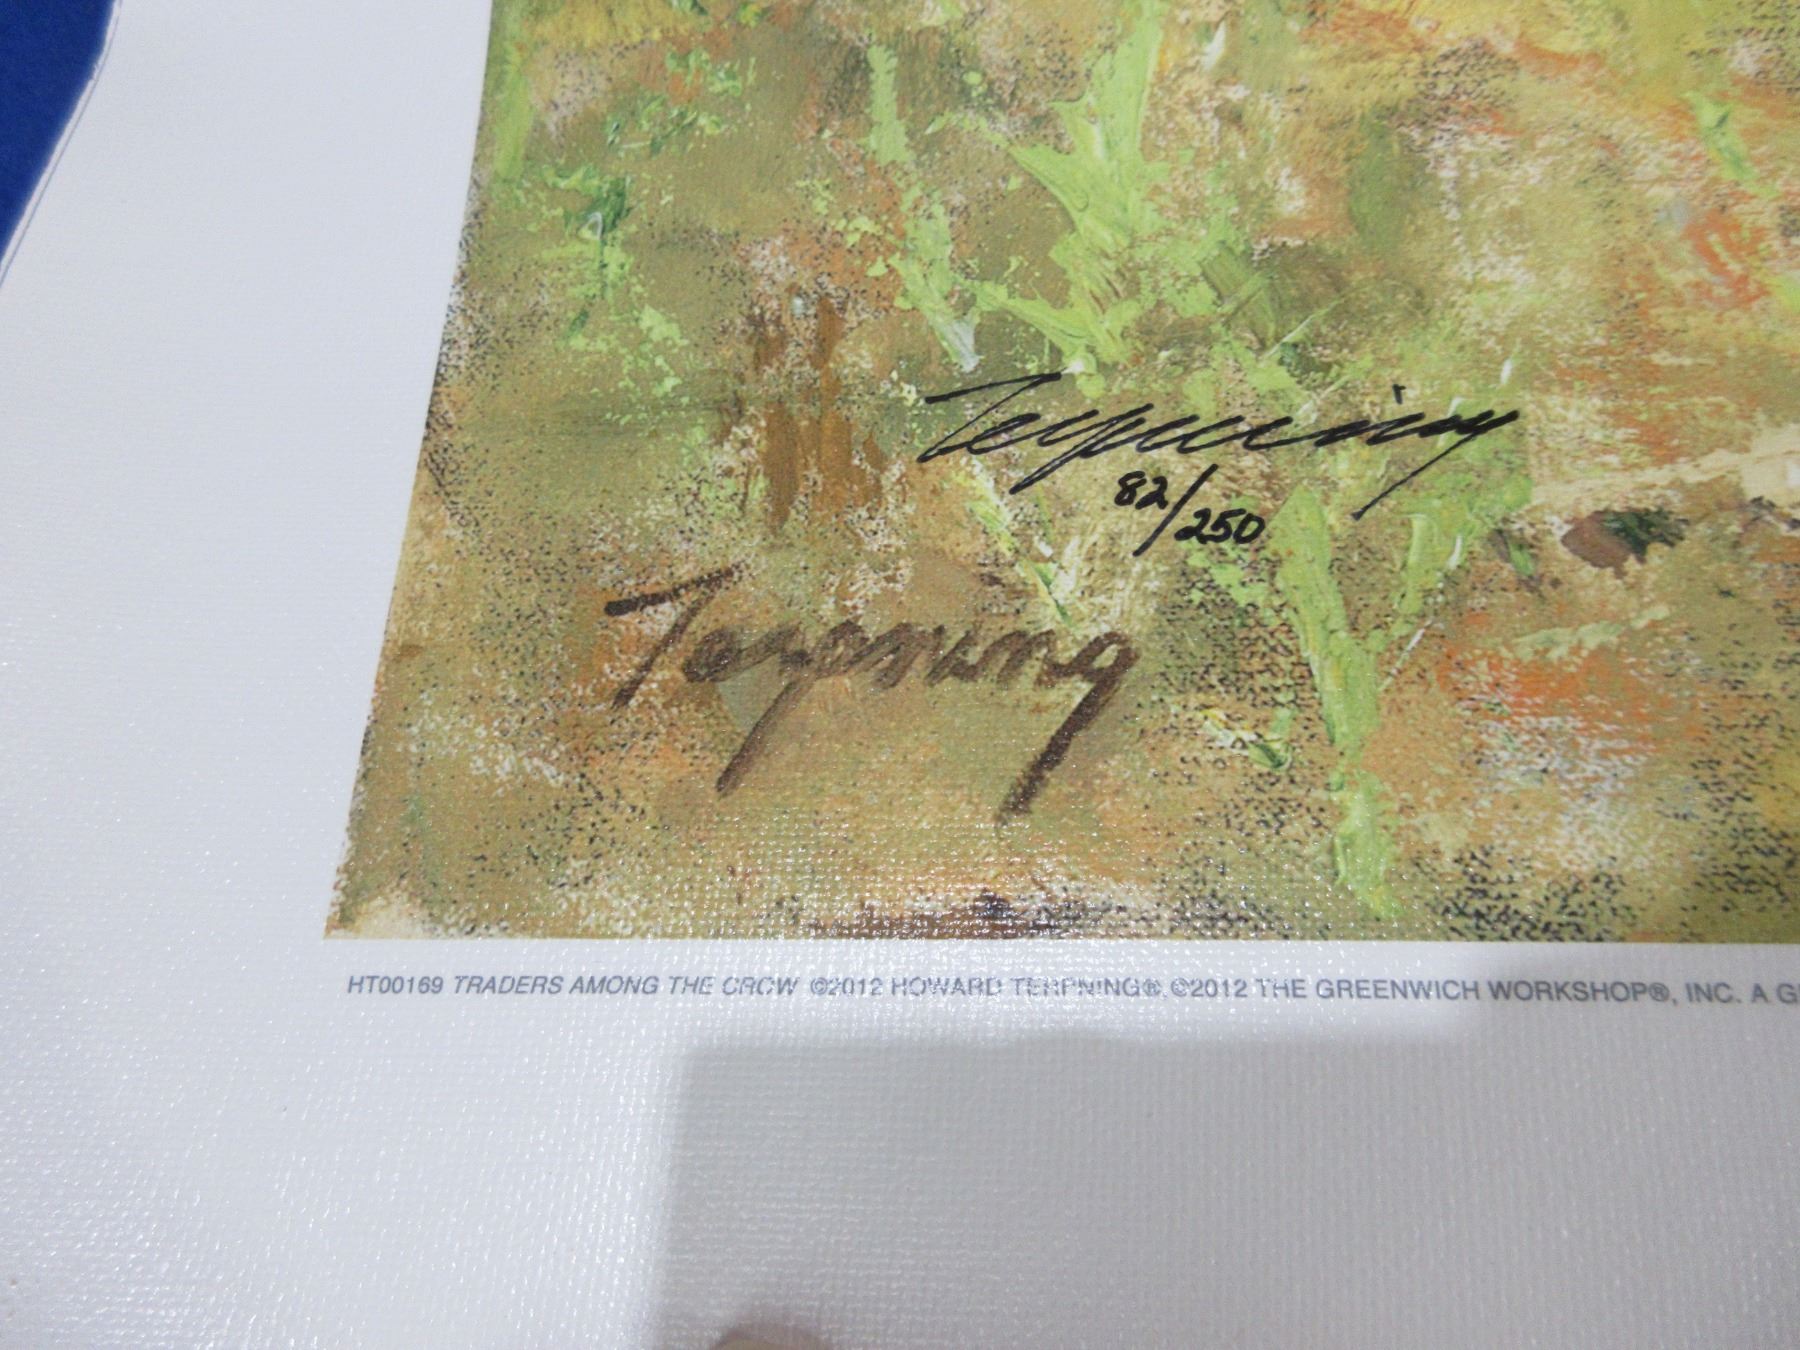 Terpning
82/250
Terpning
HT00169 TRADERS AMONG THE CROW ©2012 HOWARD TERPNING®, ©2012 THE GREENWICH WORKSHOP®, INC. A G